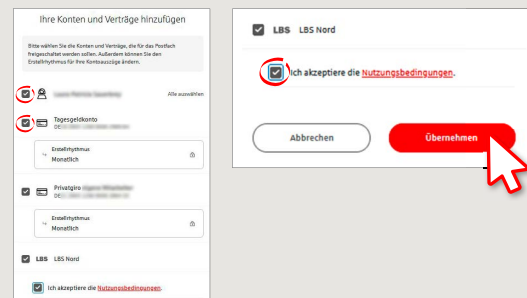 Ihre Konten und Verträge hinzufügen
Bitte wählen Sie die Konten und Verträge, die für das Postfach
freigeschaltet werden sollen. Außerdem können Sie den
Erstellrhythmus für Ihre Kontoauszüge ändern.
Alle auswählen
Tagesgeldkonto
DE
Erstellrhythmus
Monatlich
Privatgiro
DE
Erstellrhythmus
Monatlich
LBS LBS Nord
Ich akzeptiere die Nutzungsbedingungen.
LBS LBS Nord
Ich akzeptiere die Nutzungsbedingungen.
Abbrechen
Übernehmen